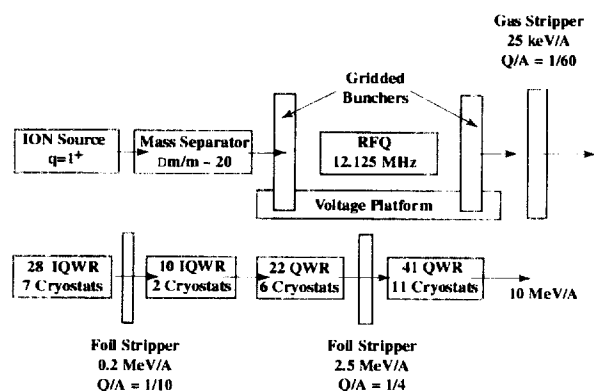 Gas Stripper
25 keV/A
Q/A = 1/60
Gridded
Bunchers
ION Source
q=1+
Mass Separator
Dm/m ~ 20
RFQ
12.125 MHz
Voltage Platform
28 IQWR
7 Cryostats
10 IQWR
2 Cryostats
22 QWR
6 Cryostats
41 QWR
11 Cryostats
10 MeV/A
Foil Stripper
0.2 MeV/A
Q/A = 1/10
Foil Stripper
2.5 MeV/A
Q/A = 1/4